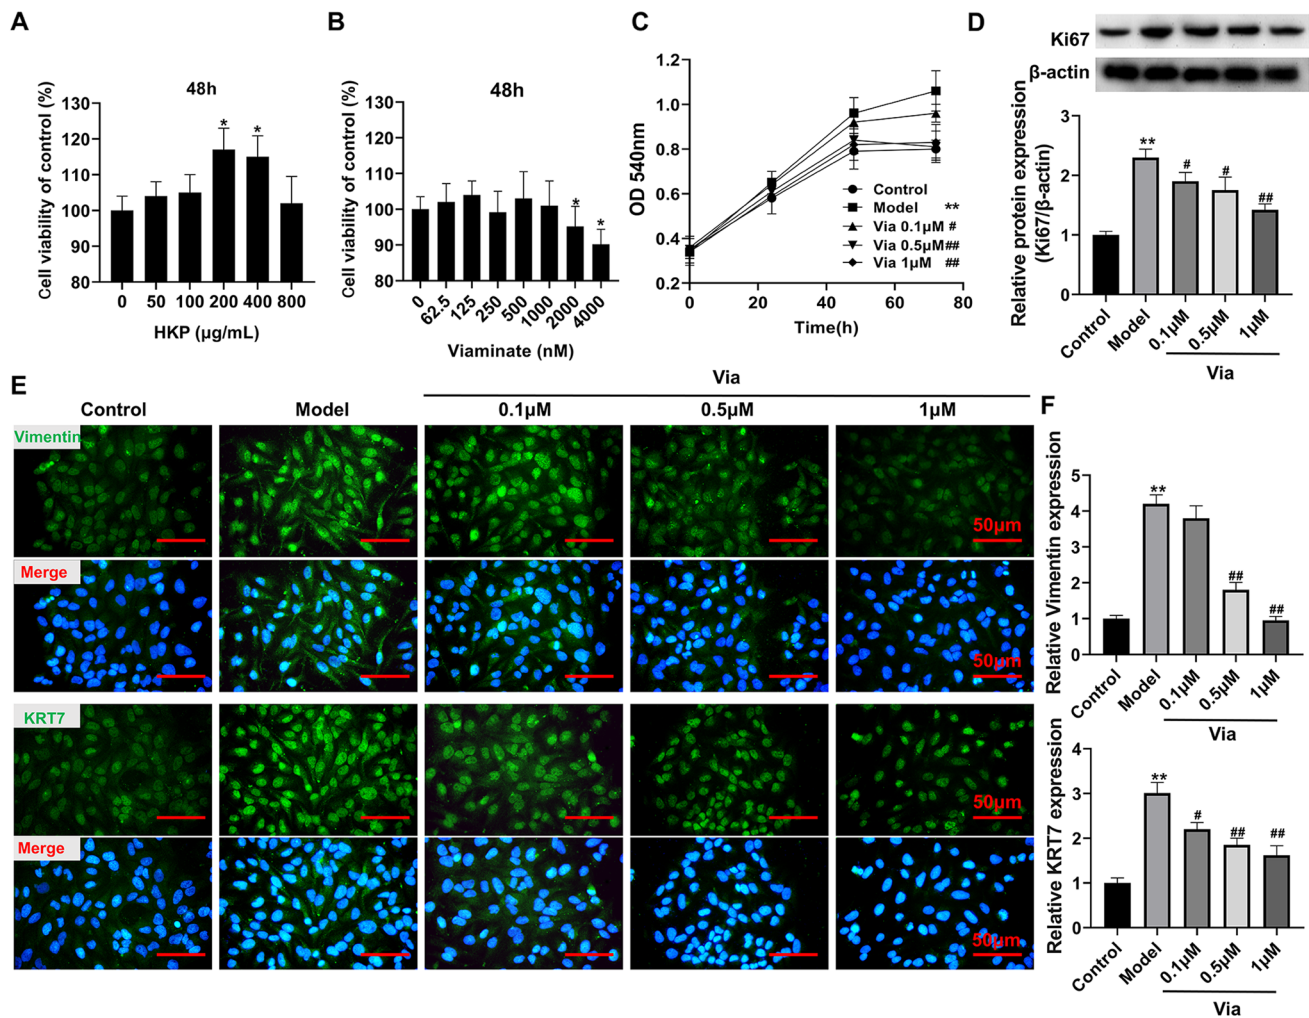 A
48h
Cell viability of control (%)
130
120
110
100
90
80
0 50 100 200 400 800
* *
HKP (μg/mL)
B
48h
Cell viability of control (%)
130
120
110
100
90
80
0 62.5 125 250 500 1000 2000 4000
* *
Viaminate (nM)
C
OD 540nm
1.2
1.0
0.8
0.6
0.4
0.2
0 20 40 60 80
Time(h)
Control
Model **
Via 0.1μM #
Via 0.5μM ##
Via 1μM ##
D
Ki67
β-actin
Relative protein expression
(Ki67/β-actin)
3
2
1
0
** # # ##
Control Model 0.1μM 0.5μM 1μM
Via
E
Via
Control Model 0.1μM 0.5μM 1μM
Vimentin
50μm
Merge
50μm
KRT7
50μm
Merge
50μm
F
Relative Vimentin expression
5
4
3
2
1
0
** ## ##
Control Model 0.1μM 0.5μM 1μM
Via
Relative KRT7 expression
4
3
2
1
0
** # ## ##
Control Model 0.1μM 0.5μM 1μM
Via